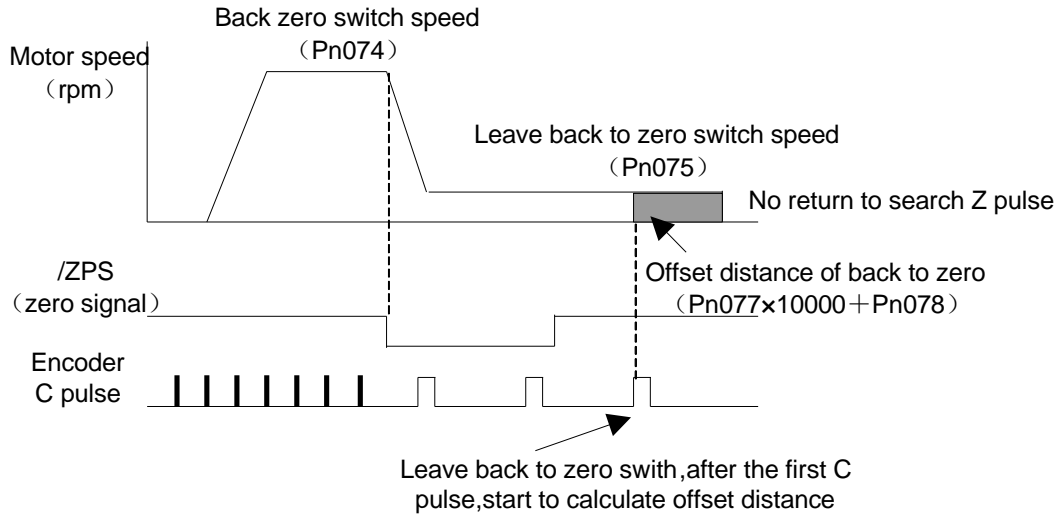 Back zero switch speed
（Pn074）
Motor speed
（rpm）
Leave back to zero switch speed
（Pn075）
No return to search Z pulse
/ZPS
（zero signal）
Offset distance of back to zero
（Pn077×10000＋Pn078）
Encoder
C pulse
Leave back to zero swith,after the first C
pulse,start to calculate offset distance